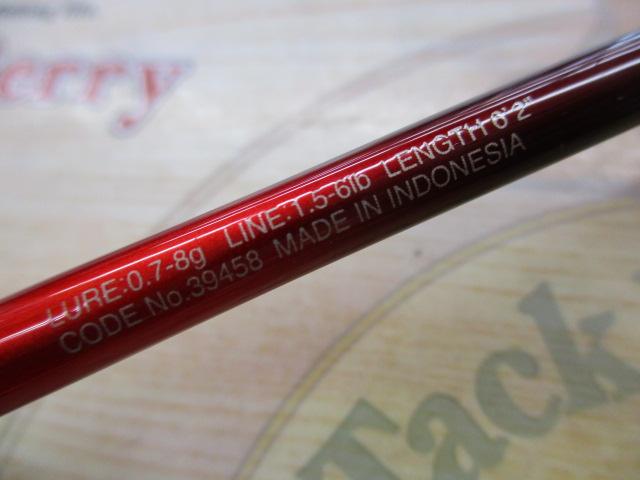 erry
LURE:0.7-8g LINE:1.5-6lb LENGTH 6'2"
CODE.No.39458 MADE IN INDONESIA
Tack